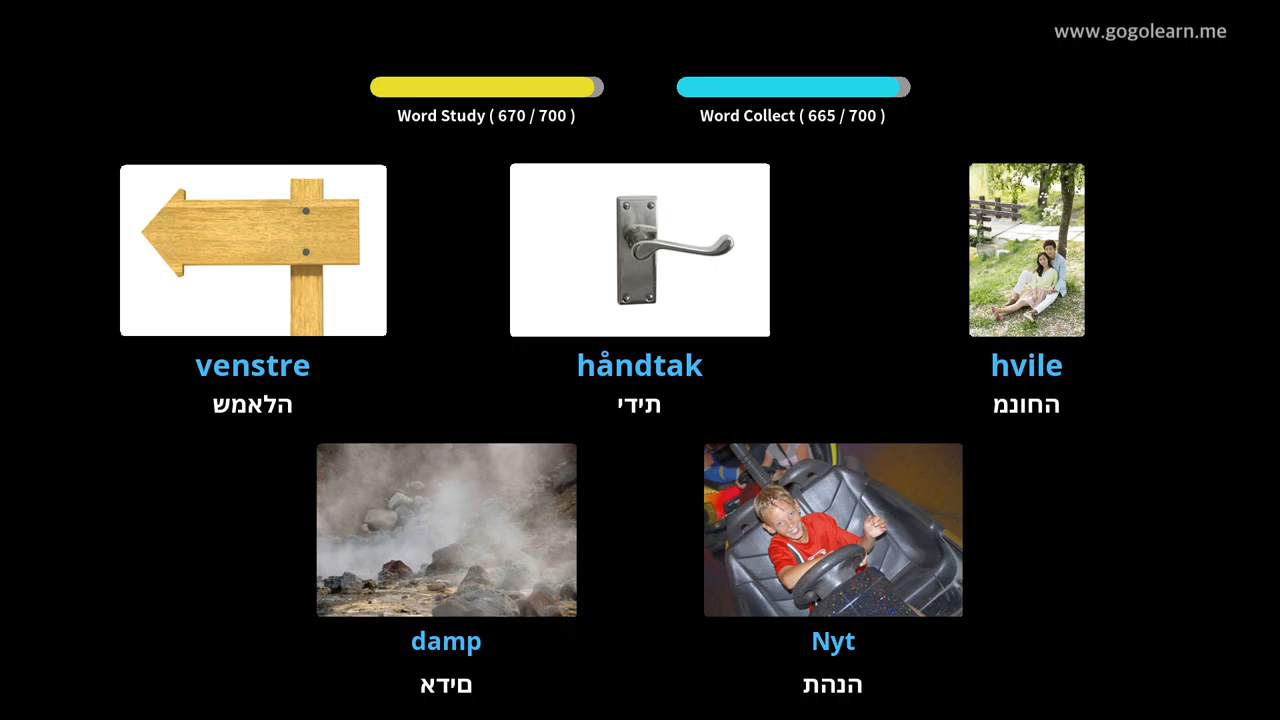 www.gogolearn.me
Word Study ( 670 / 700 )
Word Collect ( 665 / 700 )
venstre
הלאמש
håndtak
תידי
hvile
החונמ
damp
םידא
Nyt
הנהת